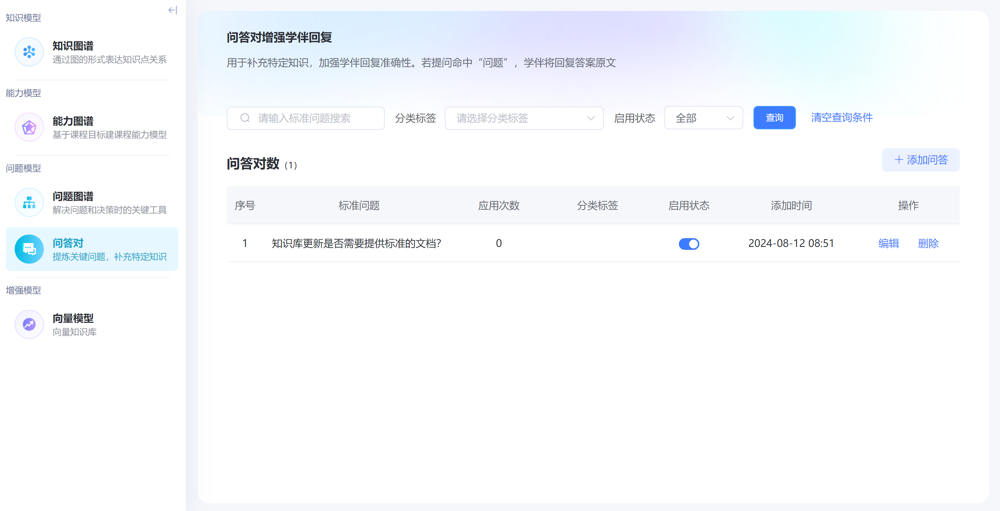 知识模型
知识图谱
通过图的形式表达知识点关系
能力模型
能力图谱
基于课程目标建课程能力模型
问题模型
问题图谱
解决问题和决策时的关键工具
问答对
提炼关键问题，补充特定知识
增强模型
向量模型
向量知识库
问答对增强学伴回复
用于补充特定知识，加强学伴回复准确性。若提问命中“问题”，学伴将回复答案原文
请输入标准问题搜索 分类标签 请选择分类标签 启用状态 全部 查询 清空查询条件
问答对数（1） 添加问答
序号 标准问题 应用次数 分类标签 启用状态 添加时间 操作
1 知识库更新是否需要提供标准的文档？ 0 2024-08-12 08:51 编辑 删除